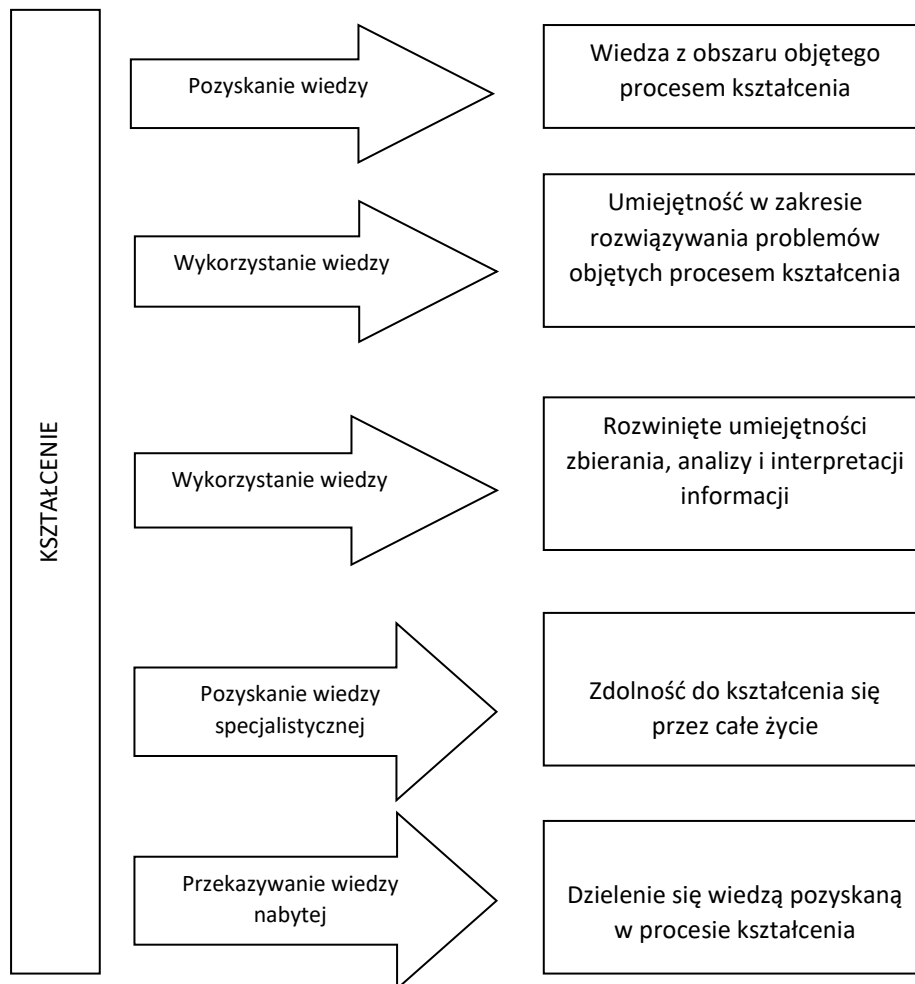 KSZTAŁCENIE
Pozyskanie wiedzy
Wiedza z obszaru objętego
procesem kształcenia
Wykorzystanie wiedzy
Umiejętność w zakresie
rozwiązywania problemów
objętych procesem kształcenia
Wykorzystanie wiedzy
Rozwinięte umiejętności
zbierania, analizy i interpretacji
informacji
Pozyskanie wiedzy
specjalistycznej
Zdolność do kształcenia się
przez całe życie
Przekazywanie wiedzy
nabytej
Dzielenie się wiedzą pozyskaną
w procesie kształcenia